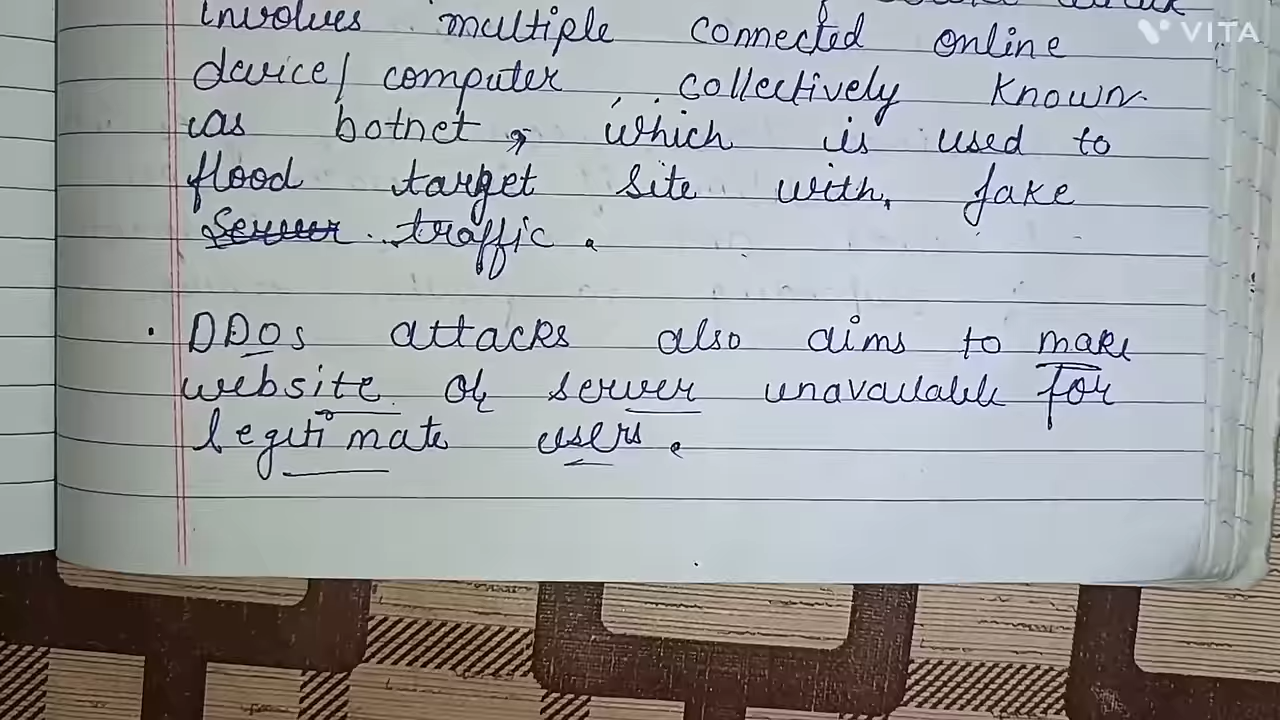 involves multiple connected online
device/computer collectively known
as botnet, which is used to
flood target site with fake
traffic.
• DDOs attacks also aims to make
website or server unavailable for
legitimate users.
VITA